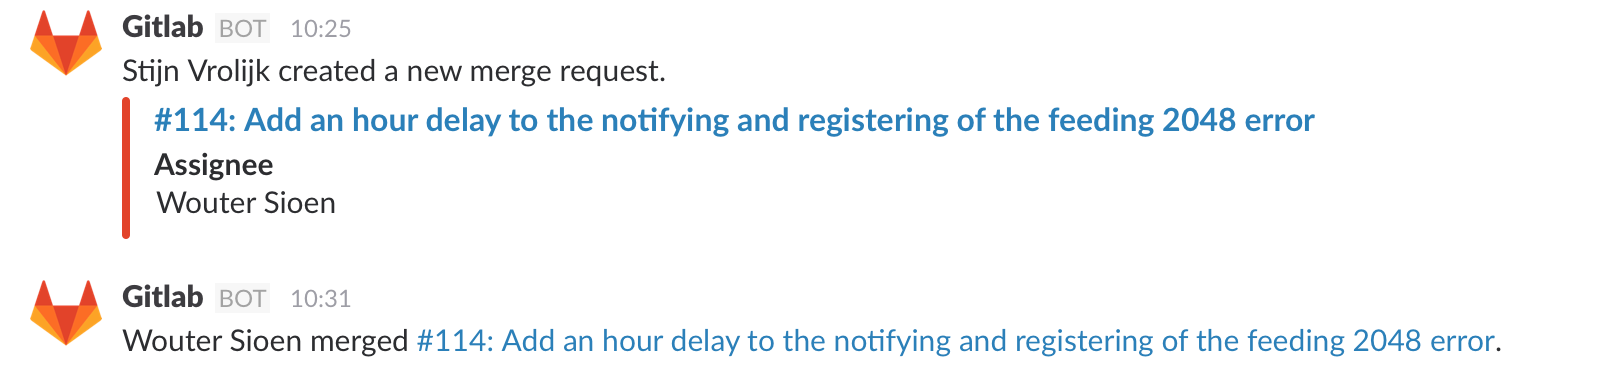 Gitlab BOT 10:25
Stijn Vrolijk created a new merge request.
#114: Add an hour delay to the notifying and registering of the feeding 2048 error
Assignee
Wouter Sioen
Gitlab BOT 10:31
Wouter Sioen merged #114: Add an hour delay to the notifying and registering of the feeding 2048 error.